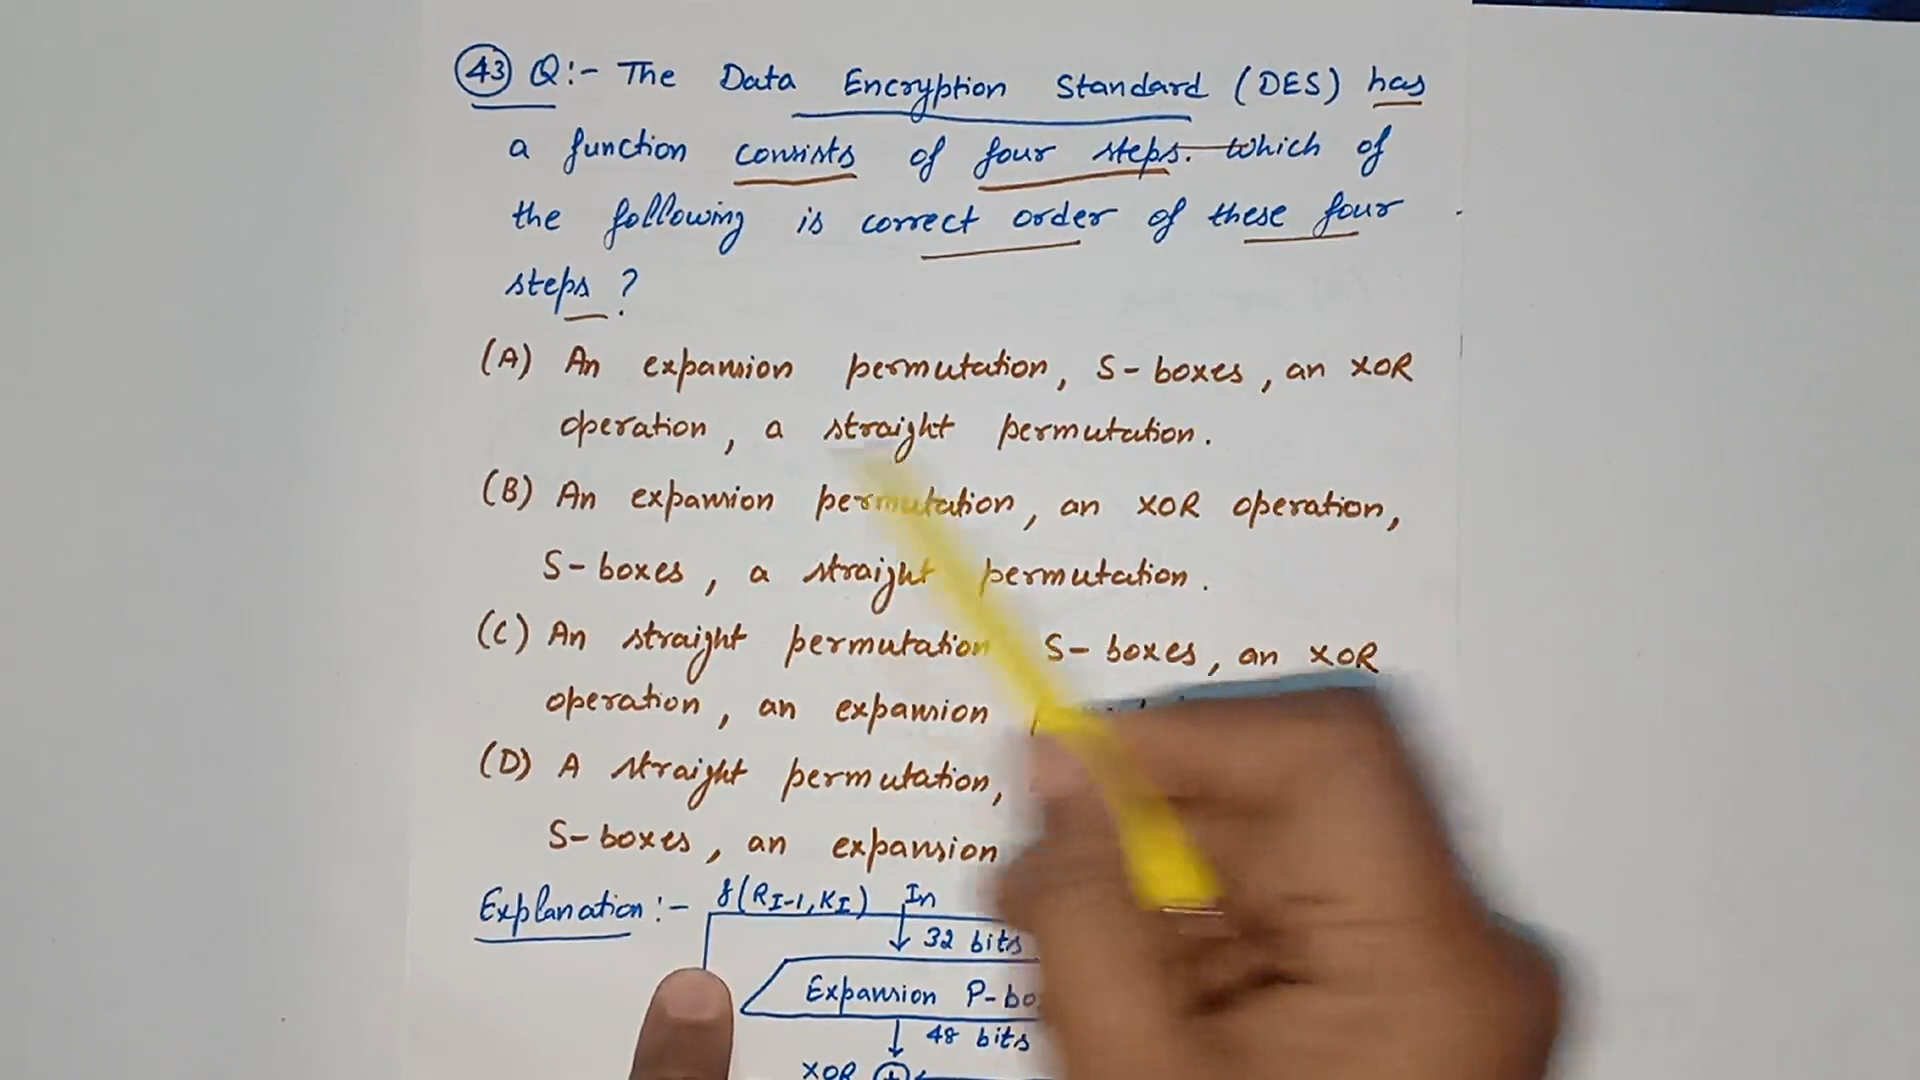 43 Q:- The Data Encryption Standard (DES) has
a function consists of four steps. Which of
the following is correct order of these four
steps ?
(A) An expansion permutation, S-boxes, an XOR
operation, a straight permutation.
(B) An expansion permutation, an XOR operation,
S-boxes, a straight permutation.
(C) An straight permutation S-boxes, an XOR
operation, an expansion
(D) A straight permutation,
S-boxes, an expansion
Explanation :- f(RI-1, KI) In
32 bits
Expansion P-bo
48 bits
XOR